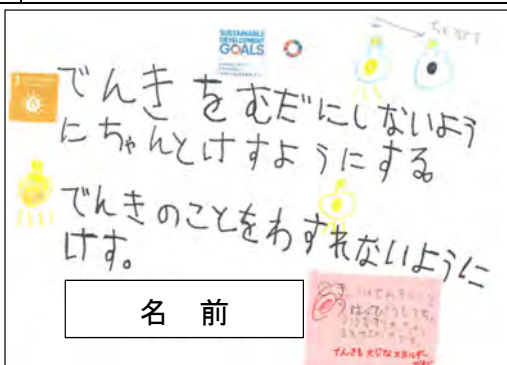 SUSTAINABLE
DEVELOPMENT
GOALS
でんきをむだにしないよう
にちゃんとけすようにする。
でんきのことをわすれないように
けす。
名 前
でんきも大じなエネルギー